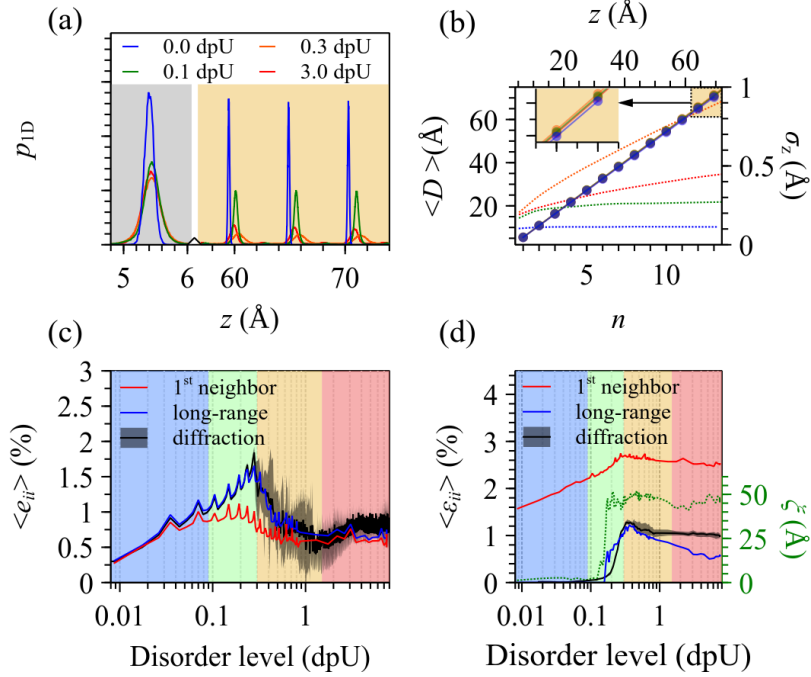 (a)
0.0 dpU
0.3 dpU
0.1 dpU
3.0 dpU
p1D
5
6
60
70
z (Å)
(b)
z (Å)
0
20
40
60
<D> (Å)
60
40
20
1
0.5
0
σz (Å)
5
10
n
(c)
3
2.5
2
1.5
1
0.5
0
<eii> (%)
1st neighbor
long-range
diffraction
0.01
0.1
1
Disorder level (dpU)
(d)
4
3
2
1
0
<εii> (%)
1st neighbor
long-range
diffraction
50
25
0
ξ (Å)
0.01
0.1
1
Disorder level (dpU)